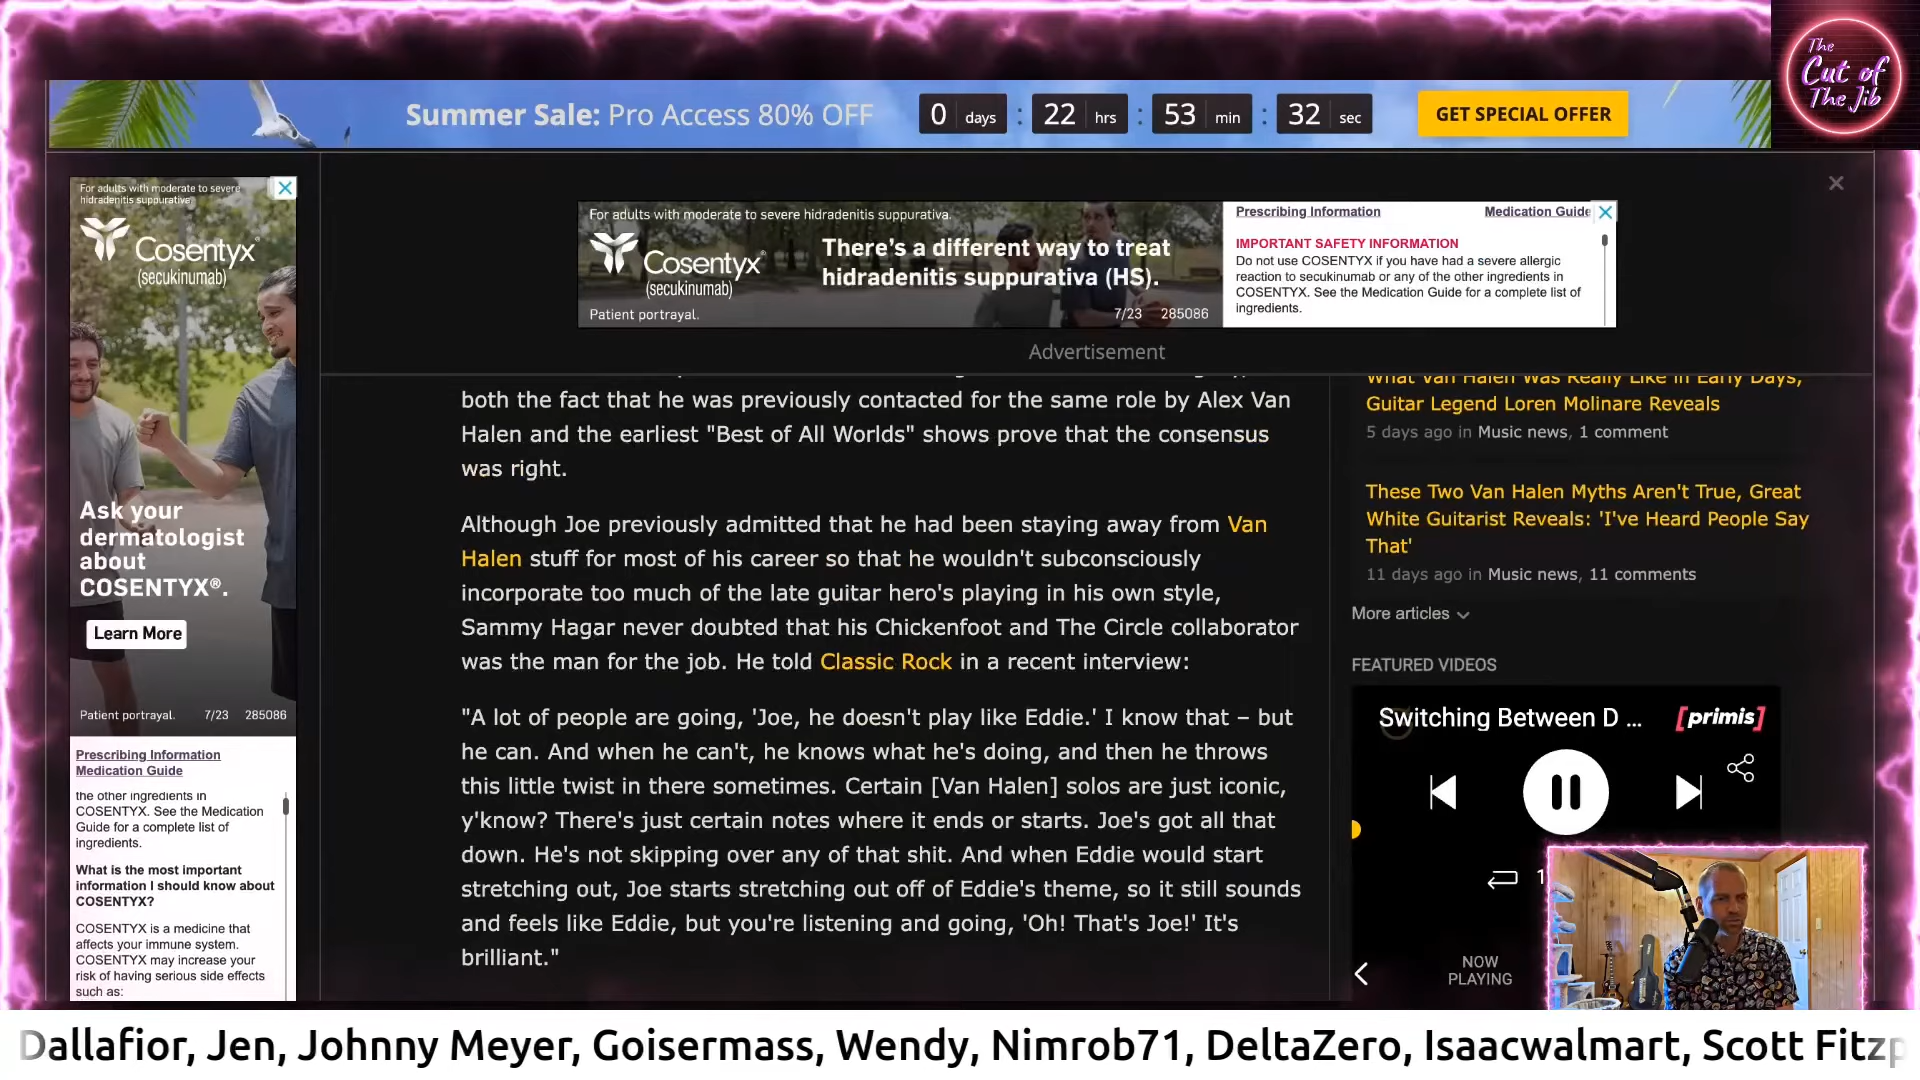 The
Cut of
The Jib
Summer Sale: Pro Access 80% OFF
0 days : 22 hrs : 53 min : 32 sec
GET SPECIAL OFFER
For adults with moderate to severe
hidradenitis suppurativa.
Cosentyx®
(secukinumab)
Ask your
dermatologist
about
COSENTYX®.
Learn More
Patient portrayal. 7/23 285086
Prescribing Information
Medication Guide
the other ingredients in
COSENTYX. See the Medication
Guide for a complete list of
ingredients.
What is the most important
information I should know about
COSENTYX?
COSENTYX is a medicine that
affects your immune system.
COSENTYX may increase your
risk of having serious side effects
such as:
For adults with moderate to severe hidradenitis suppurativa.
Cosentyx®
(secukinumab)
There's a different way to treat
hidradenitis suppurativa (HS).
Patient portrayal.
7/23 285086
Prescribing Information Medication Guide
IMPORTANT SAFETY INFORMATION
Do not use COSENTYX if you have had a severe allergic
reaction to secukinumab or any of the other ingredients in
COSENTYX. See the Medication Guide for a complete list of
ingredients.
Advertisement
both the fact that he was previously contacted for the same role by Alex Van
Halen and the earliest "Best of All Worlds" shows prove that the consensus
was right.
Although Joe previously admitted that he had been staying away from Van
Halen stuff for most of his career so that he wouldn't subconsciously
incorporate too much of the late guitar hero's playing in his own style,
Sammy Hagar never doubted that his Chickenfoot and The Circle collaborator
was the man for the job. He told Classic Rock in a recent interview:
"A lot of people are going, 'Joe, he doesn't play like Eddie.' I know that – but
he can. And when he can't, he knows what he's doing, and then he throws
this little twist in there sometimes. Certain [Van Halen] solos are just iconic,
y'know? There's just certain notes where it ends or starts. Joe's got all that
down. He's not skipping over any of that shit. And when Eddie would start
stretching out, Joe starts stretching out off of Eddie's theme, so it still sounds
and feels like Eddie, but you're listening and going, 'Oh! That's Joe!' It's
brilliant."
What Van Halen Was Really Like in Early Days,
Guitar Legend Loren Molinare Reveals
5 days ago in Music news, 1 comment
These Two Van Halen Myths Aren't True, Great
White Guitarist Reveals: 'I've Heard People Say
That'
11 days ago in Music news, 11 comments
More articles
FEATURED VIDEOS
Switching Between D ...
[primis]
NOW
PLAYING
Dallafior, Jen, Johnny Meyer, Goisermass, Wendy, Nimrob71, DeltaZero, Isaacwalmart, Scott Fitzp